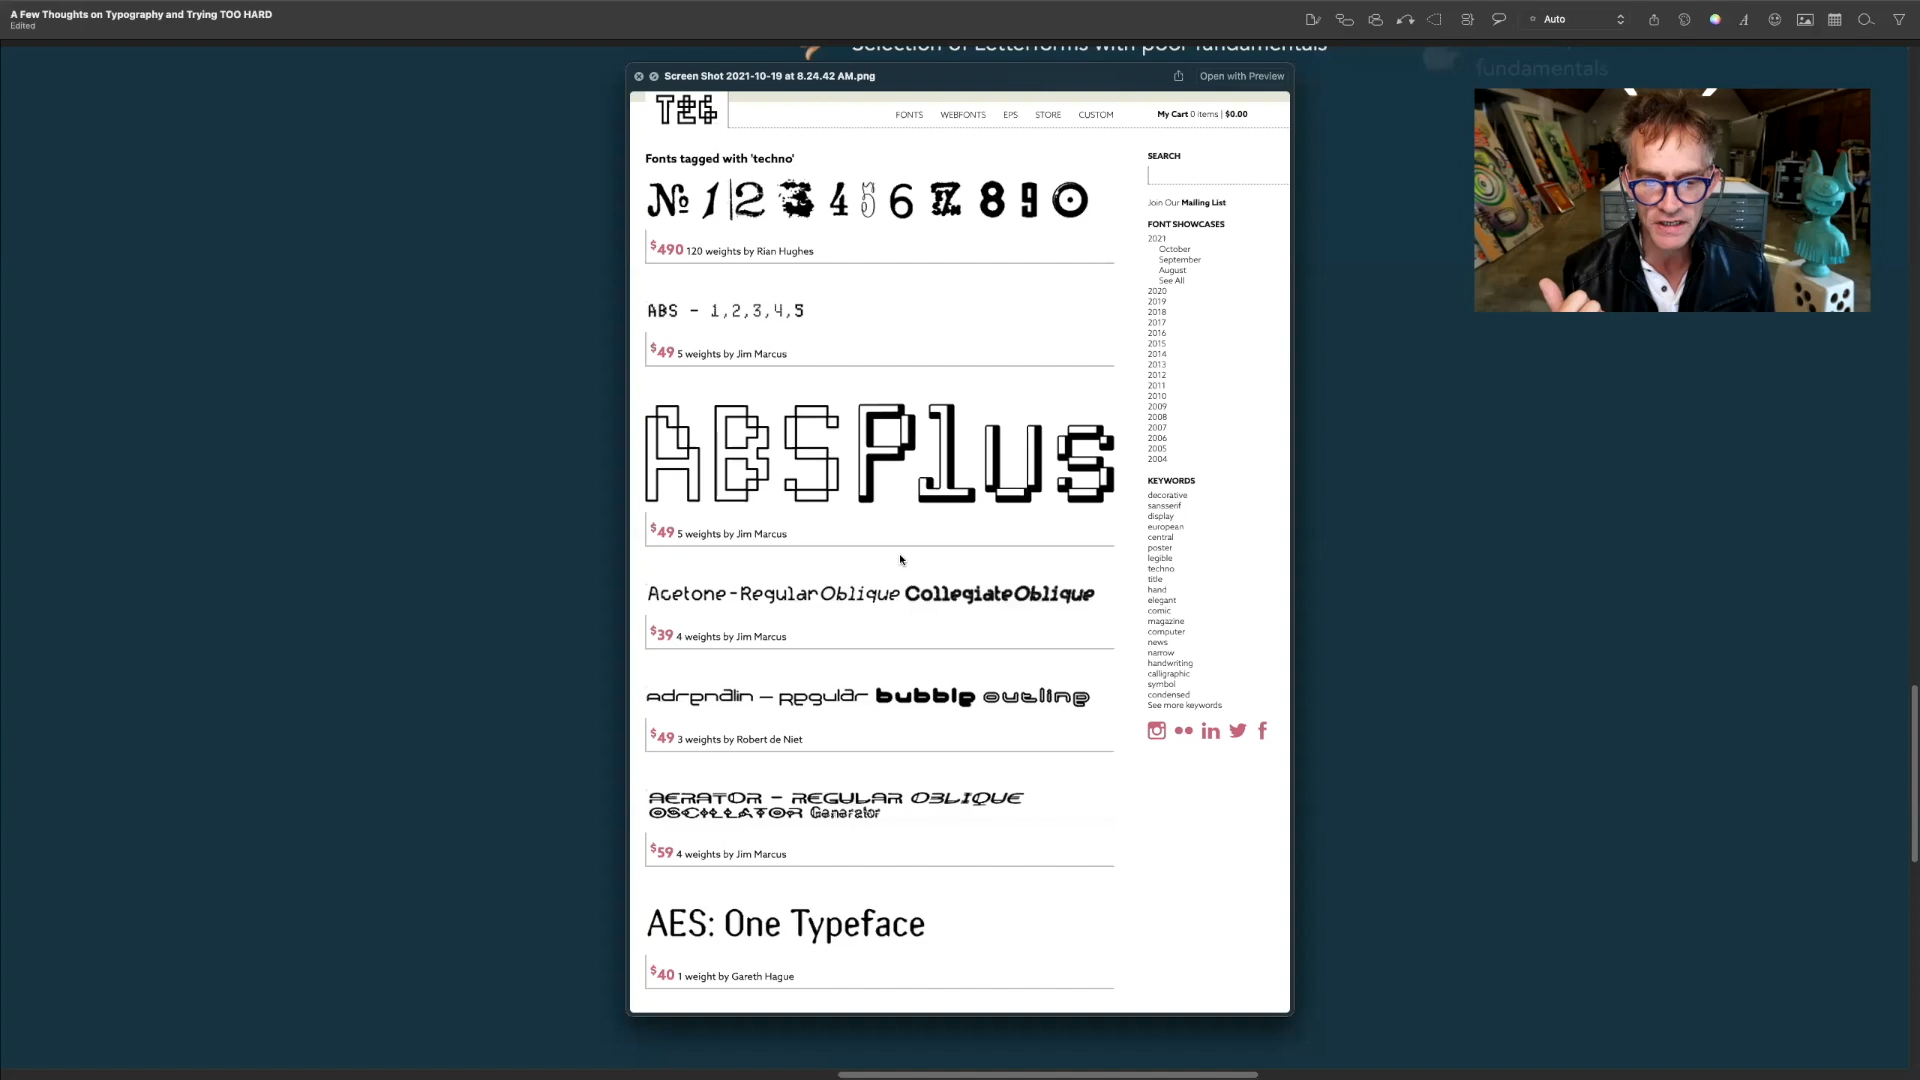 A Few Thoughts on Typography and Trying TOO HARD
Edited
Auto
Selection of Letterforms with poor fundamentals
fundamentals
Screen Shot 2021-10-19 at 8.24.42 AM.png
Open with Preview
T26
FONTS WEBFONTS EPS STORE CUSTOM
My Cart 0 items | $0.00
Fonts tagged with 'techno'
№ 1 2 3 4 5 6 7 8 9 0
$490 120 weights by Rian Hughes
ABS - 1,2,3,4,5
$49 5 weights by Jim Marcus
ABSPlus
$49 5 weights by Jim Marcus
Acetone-RegularOblique CollegiateOblique
$39 4 weights by Jim Marcus
Adrenalin – Regular bubble outline
$49 3 weights by Robert de Niet
AERATOR – REGULAR OBLIQUE
OSCILLATOR Generator
$59 4 weights by Jim Marcus
AES: One Typeface
$40 1 weight by Gareth Hague
SEARCH
Join Our Mailing List
FONT SHOWCASES
2021
October
September
August
See All
2020
2019
2018
2017
2016
2015
2014
2013
2012
2011
2010
2009
2008
2007
2006
2005
2004
KEYWORDS
decorative
sansserif
display
european
central
poster
legible
techno
title
hand
elegant
comic
magazine
computer
news
narrow
handwriting
calligraphic
symbol
condensed
See more keywords